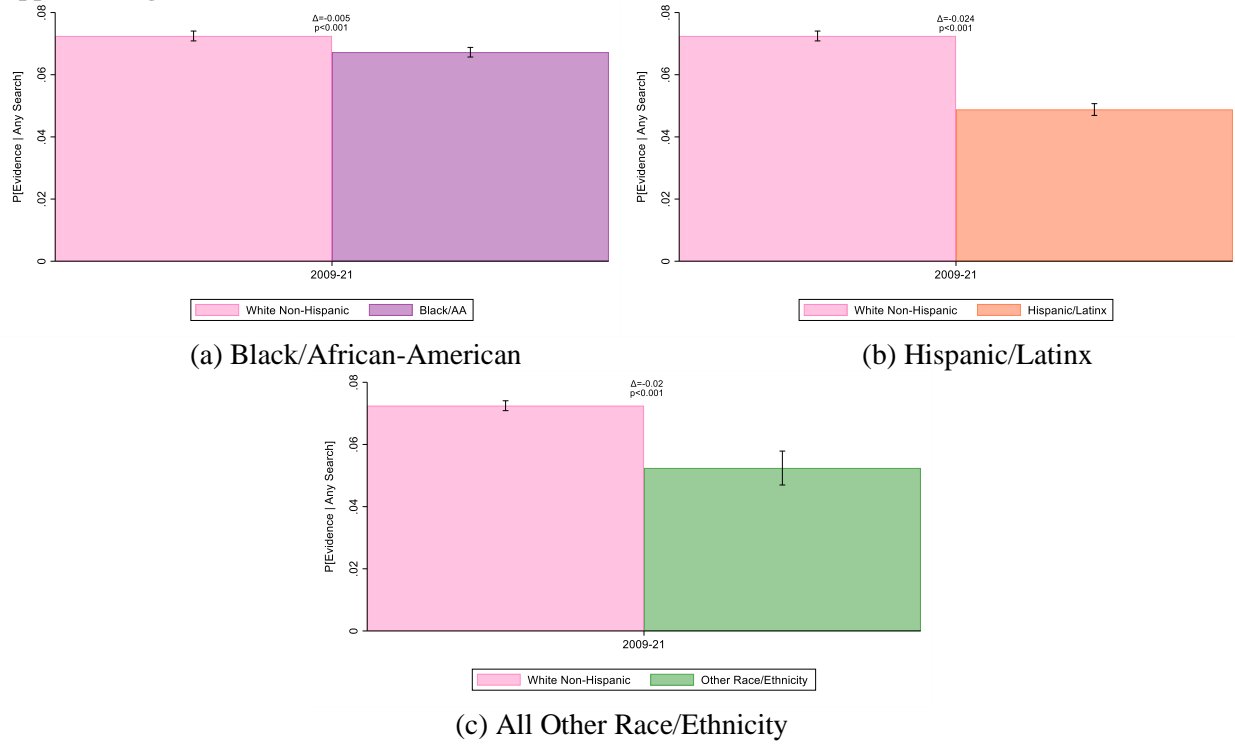 Δ=-0.005
p<0.001
P[Evidence | Any Search]
.08
.06
.04
.02
0
2009-21
White Non-Hispanic Black/AA
(a) Black/African-American
Δ=-0.024
p<0.001
P[Evidence | Any Search]
.08
.06
.04
.02
0
2009-21
White Non-Hispanic Hispanic/Latinx
(b) Hispanic/Latinx
Δ=-0.02
p<0.001
P[Evidence | Any Search]
.08
.06
.04
.02
0
2009-21
White Non-Hispanic Other Race/Ethnicity
(c) All Other Race/Ethnicity